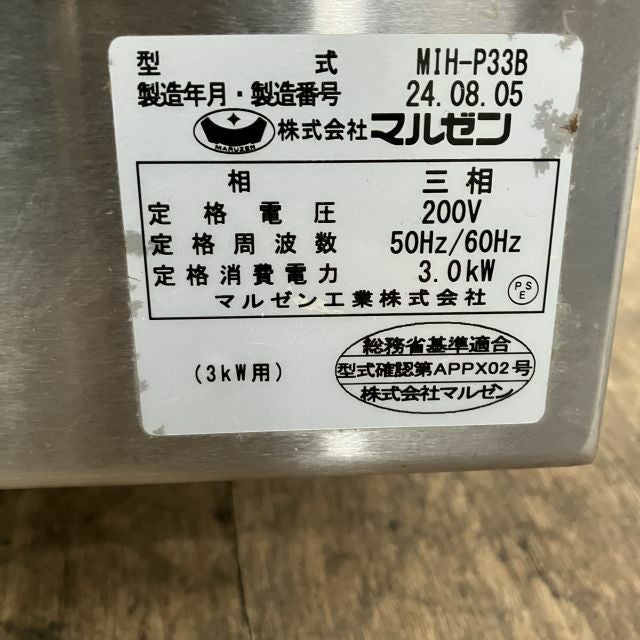 型式 MIH-P33B
製造年月・製造番号 24.08.05
MARUZEN 株式会社マルゼン
相 三相
定格電圧 200V
定格周波数 50Hz/60Hz
定格消費電力 3.0kW
マルゼン工業株式会社 PSE
総務省基準適合
(3kW用) 型式確認第APPX02号
株式会社マルゼン